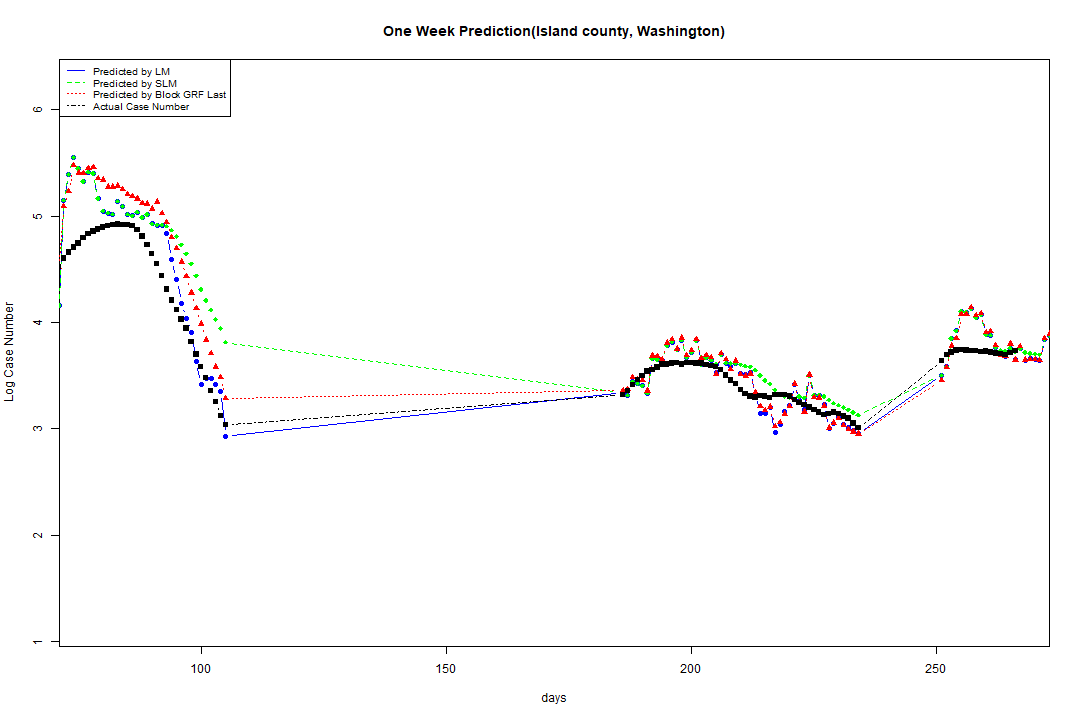 One Week Prediction(Island county, Washington)
Predicted by LM
Predicted by SLM
Predicted by Block GRF Last
Actual Case Number
6
5
4
3
2
1
Log Case Number
100
150
200
250
days